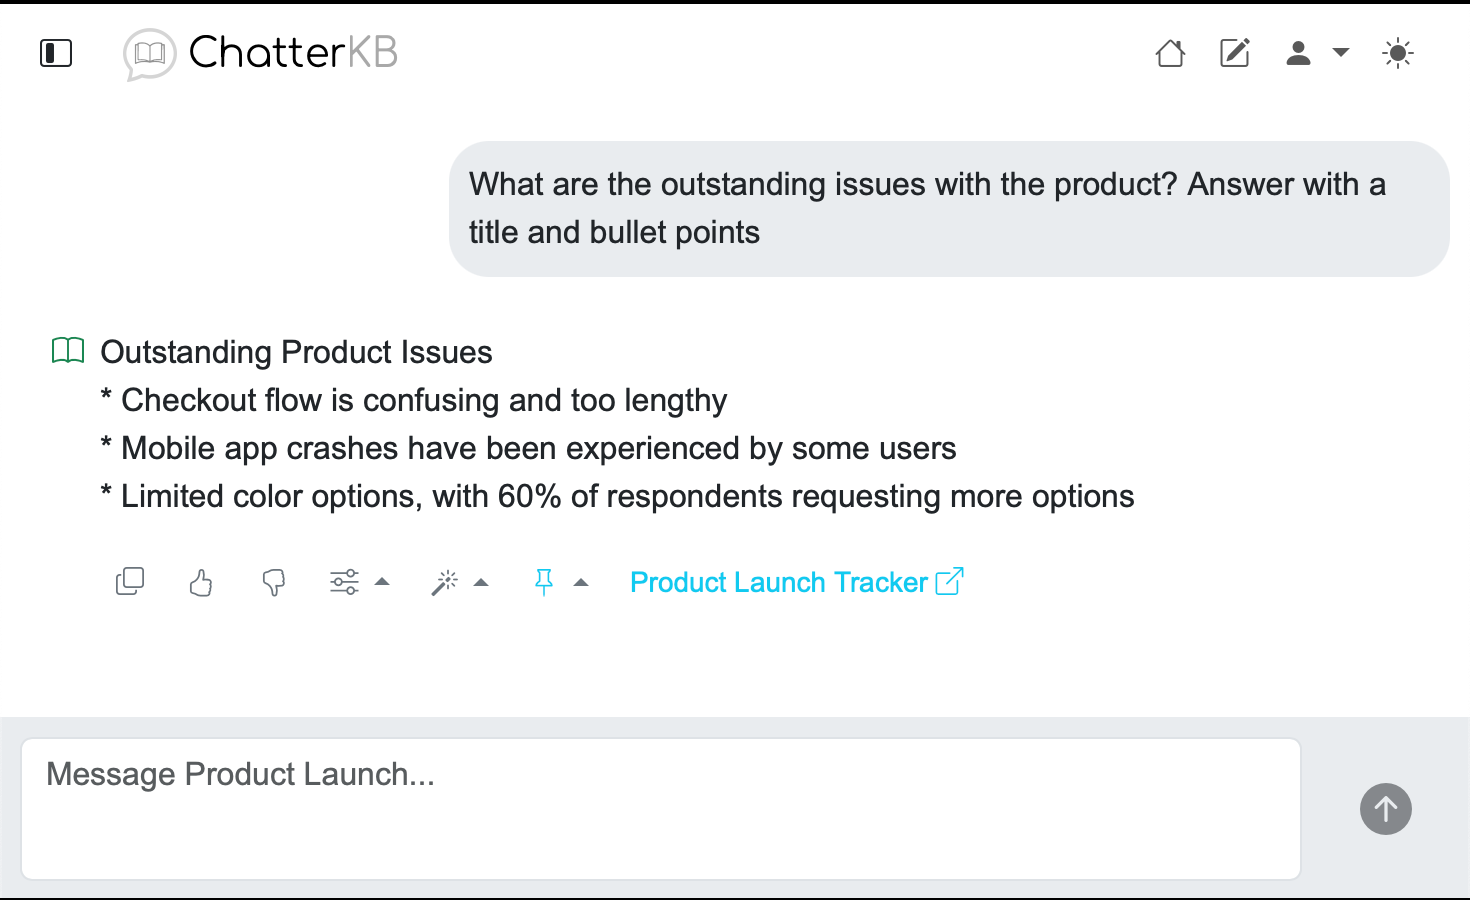 ChatterKB
What are the outstanding issues with the product? Answer with a
title and bullet points
Outstanding Product Issues
* Checkout flow is confusing and too lengthy
* Mobile app crashes have been experienced by some users
* Limited color options, with 60% of respondents requesting more options
Product Launch Tracker
Message Product Launch...